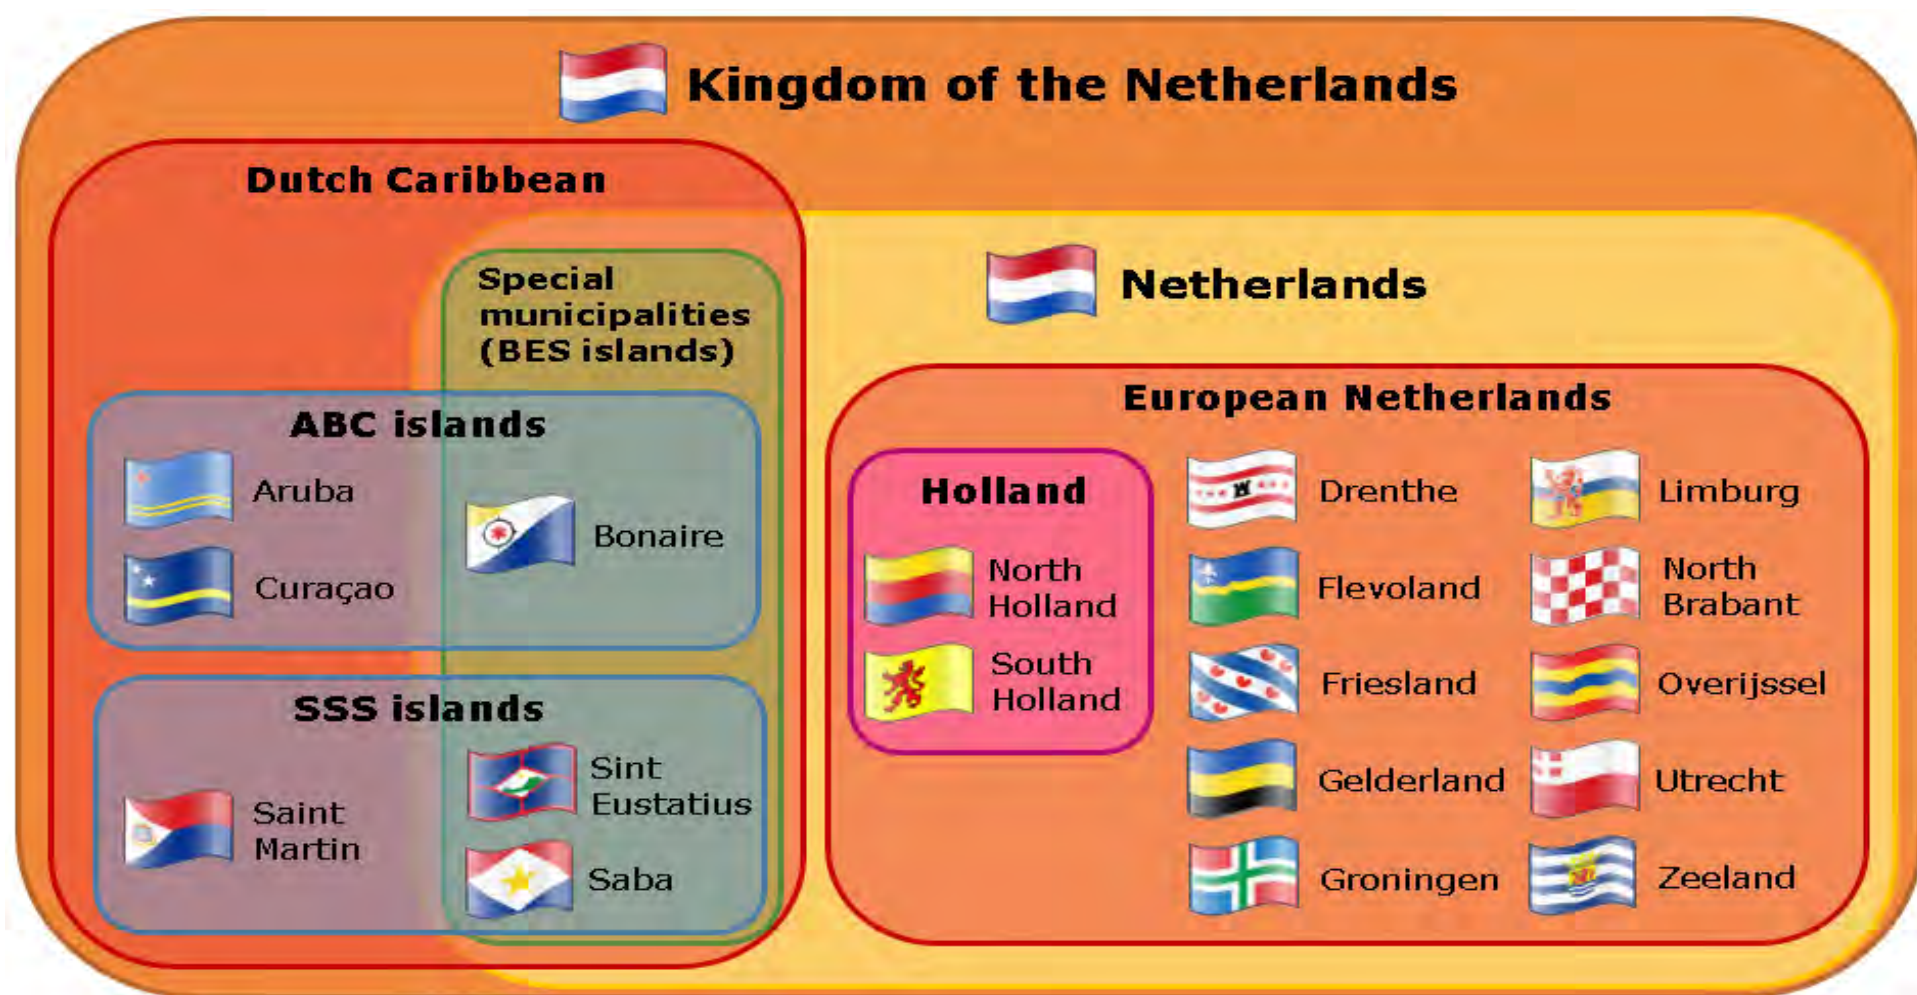 Kingdom of the Netherlands
Dutch Caribbean
Special
municipalities
(BES islands)
ABC islands
Aruba
Curaçao
Bonaire
SSS islands
Saint
Martin
Sint
Eustatius
Saba
Netherlands
European Netherlands
Holland
North
Holland
South
Holland
Drenthe
Flevoland
Friesland
Gelderland
Groningen
Limburg
North
Brabant
Overijssel
Utrecht
Zeeland